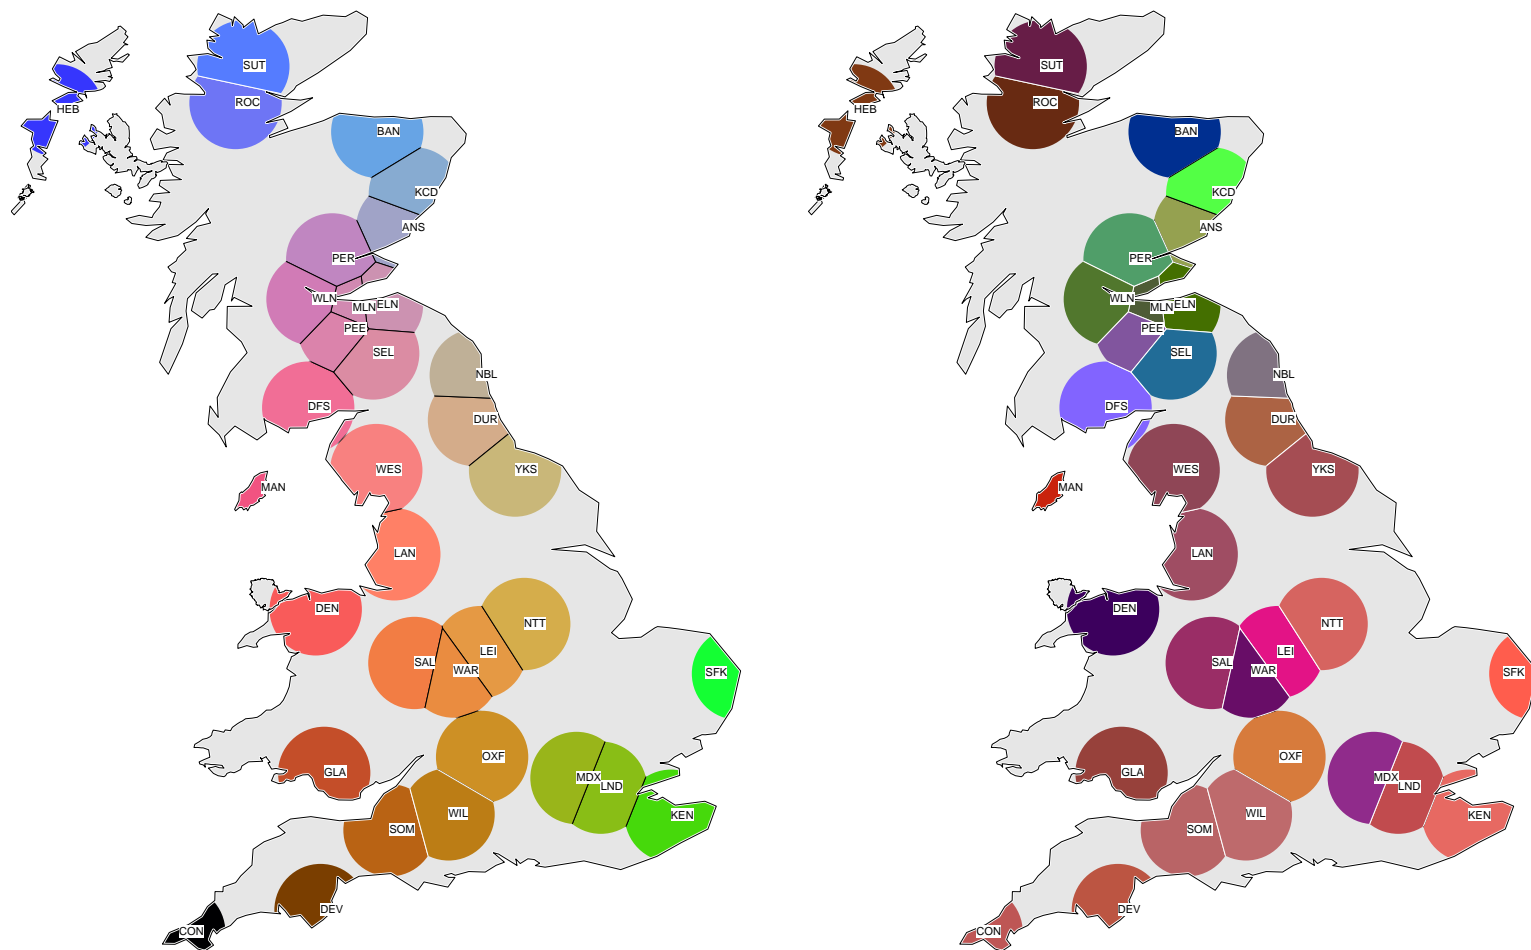 SUT
ROC
HEB
BAN
KCD
ANS
PER
WLN
MLN
ELN
PEE
SEL
NBL
DFS
DUR
WES
YKS
MAN
LAN
DEN
NTT
LEI
SAL
WAR
SFK
OXF
GLA
MDX
LND
WIL
KEN
SOM
DEV
CON
SUT
ROC
HEB
BAN
KCD
ANS
PER
WLN
MLN
ELN
PEE
SEL
NBL
DFS
DUR
WES
YKS
MAN
LAN
DEN
NTT
LEI
SAL
WAR
SFK
OXF
GLA
MDX
LND
WIL
KEN
SOM
DEV
CON